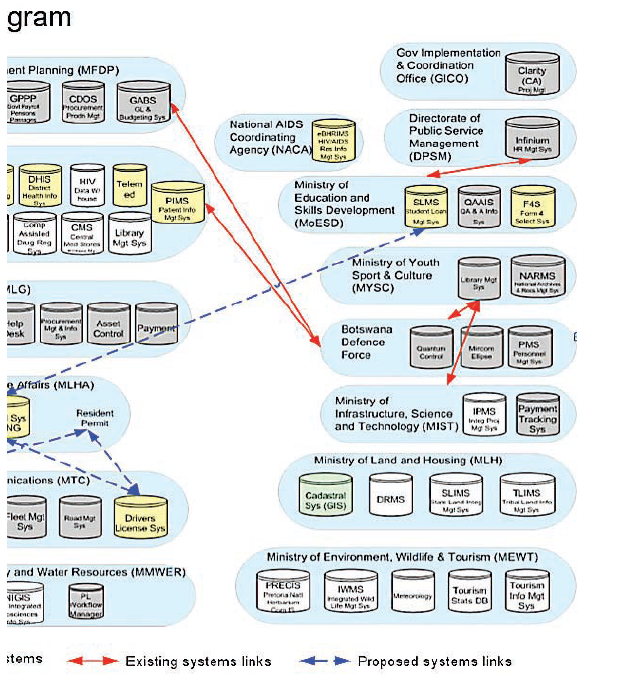 gram
ent Planning (MFDP)
GPPP
Govt Payroll
Pensions
CDOS
Procurement
Prodn Mgt
GABS
GL &
Budgeting Sys
Gov Implementation
& Coordination
Office (GICO)
Clarity
(CA)
Proj Mgt
National AIDS
Coordinating
Agency (NACA)
eBHRIMS
HIV/AIDS
Res Info
Mgt Sys
Directorate of
Public Service
Management
(DPSM)
Infinium
HR Mgt Sys
DHIS
District
Health Info
Sys
HIV
Data W/
house
Telem
ed
PIMS
Patient Info
Mgt Sys
Comp
Assisted
Drug Reg
Sys
CMS
Central
Med Stores
Library
Mgt Sys
Ministry of
Education and
Skills Development
(MoESD)
SLMS
Student Loan
Mgt Sys
QAAIS
QA & A Info
Sys
F4S
Form 4
Select Sys
Ministry of Youth
Sport & Culture
(MYSC)
Library Mgt
Sys
NARMS
National Archives
& Recs Mgt Sys
MLG)
Help
Desk
Procurement
Mgt & Info
Sys
Asset
Control
Payment
Botswana
Defence
Force
Quantum
Control
Mircom
Elipse
PMS
Personnel
Mgt Sys
e Affairs (MLHA)
Sys
NG
Resident
Permit
Ministry of
Infrastructure, Science
and Technology (MIST)
IPMS
Integ Proj
Mgt Sys
Payment
Tracking
Sys
nications (MTC)
Fleet Mgt
Sys
Road Mgt
Sys
Drivers
License Sys
Ministry of Land and Housing (MLH)
Cadastral
Sys (GIS)
DRMS
SLIMS
State Land Integ
Mgt Sys
TLIMS
Tribal Land Info
Mgt Sys
y and Water Resources (MMWER)
NIGIS
Integrated
osciences
Info Sys
PL
Workflow
Manager
Ministry of Environment, Wildlife & Tourism (MEWT)
PRECIS
Pretoria Natl
Herbarium
IWMS
Integrated Wild
Life Mgt Sys
Meteorology
Tourism
Stats DB
Tourism
Info Mgt
Sys
stems
Existing systems links
Proposed systems links